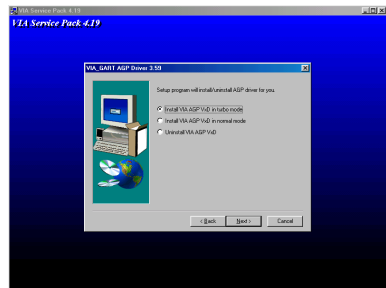 VIA Service Pack 4.19
VIA Service Pack 4.19
VIA_GART AGP Driver 3.59
Setup program will install/uninstall AGP driver for you.
Install VIA AGP VxD in turbo mode
Install VIA AGP VxD in normal mode
Uninstall VIA AGP VxD
< Back
Next >
Cancel